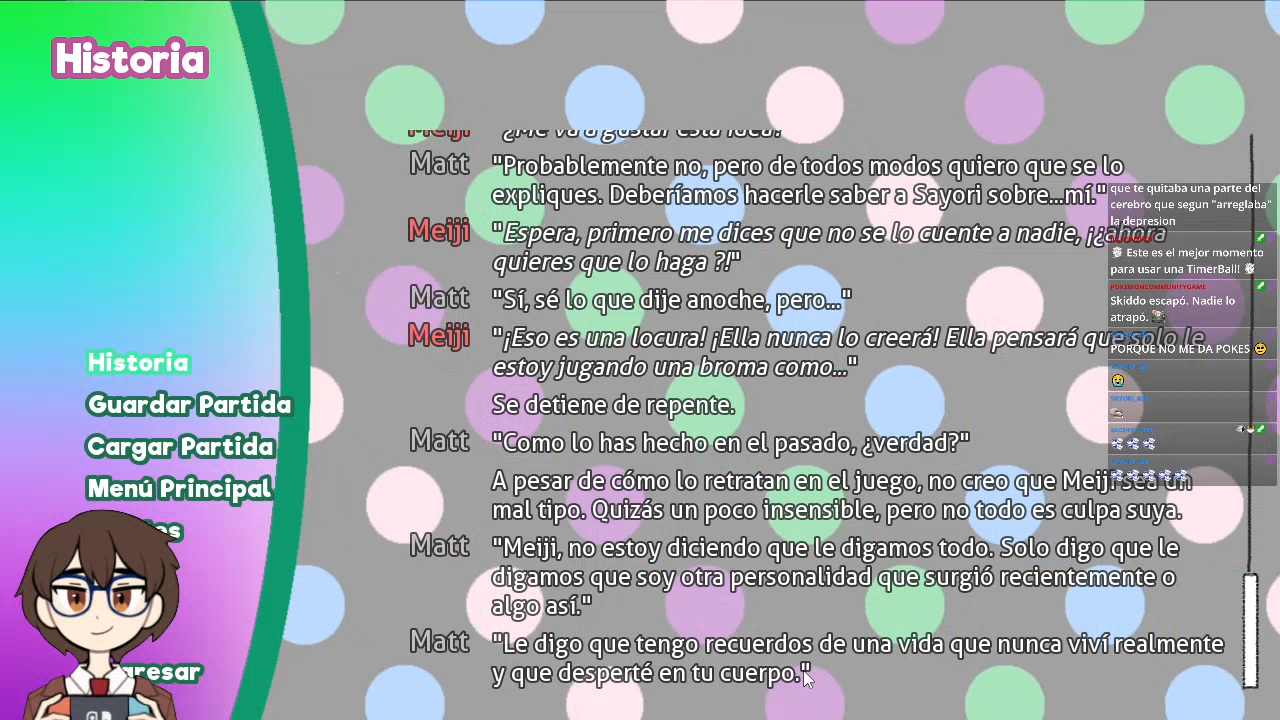 Historia
Meiji "¿Me va a gustar esta idea?
Matt "Probablemente no, pero de todos modos quiero que se lo
expliques. Deberíamos hacerle saber a Sayori sobre...mí."
Meiji "Espera, primero me dices que no se lo cuente a nadie, ¡¿ahora
quieres que lo haga ?!"
Matt "Sí, sé lo que dije anoche, pero..."
Meiji "¡Eso es una locura! ¡Ella nunca lo creerá! Ella pensará que solo le
estoy jugando una broma como..."
Se detiene de repente.
Matt "Como lo has hecho en el pasado, ¿verdad?"
A pesar de cómo lo retratan en el juego, no creo que Meiji sea un
mal tipo. Quizás un poco insensible, pero no todo es culpa suya.
Matt "Meiji, no estoy diciendo que le digamos todo. Solo digo que le
digamos que soy otra personalidad que surgió recientemente o
algo así."
Matt "Le digo que tengo recuerdos de una vida que nunca viví realmente
y que desperté en tu cuerpo."
Historia
Guardar Partida
Cargar Partida
Menú Principal
es
gresar
que te quitaba una parte del
cerebro que segun "arreglaba"
la depresion
Este es el mejor momento
para usar una TimerBall!
POKEMONCOMMUNITYGAME
Skiddo escapó. Nadie lo
atrapó.
PORQUE NO ME DA POKES